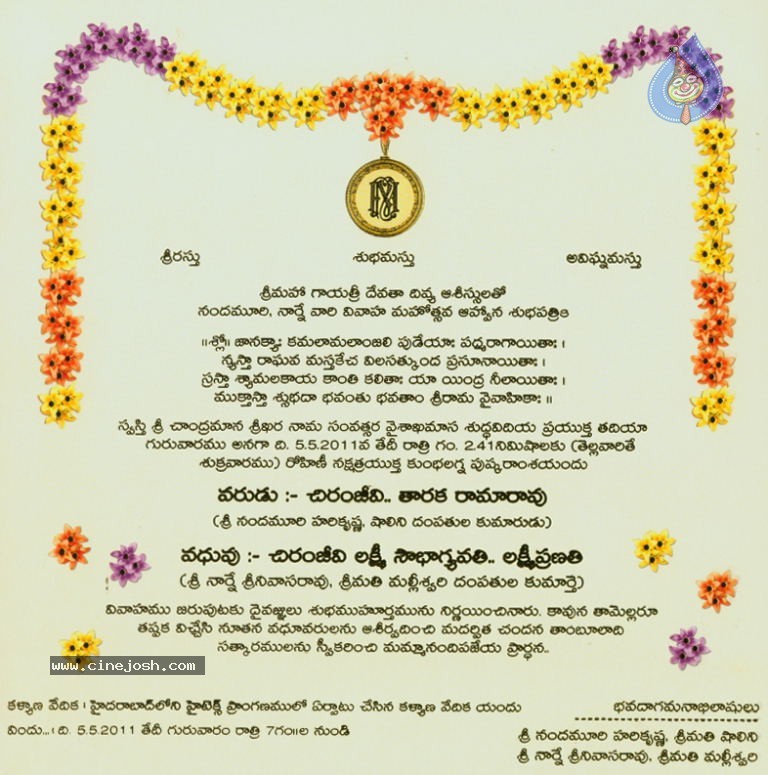 శ్రీరస్తు శుభమస్తు అవిఘ్నమస్తు
శ్రీమహా గాయత్రీ దేవతా దివ్య ఆశీస్సులతో
నందమూరి, నార్నే వారి వివాహ మహోత్సవ ఆహ్వాన శుభపత్రిక
॥శ్లో॥ జానక్యాః కమలామలాంజలి పుడేయాః పద్మరాగాయితాః ।
న్యస్తా రాఘవ మస్తకేచ విలసత్కుంద ప్రసూనాయితాః ।
స్రస్తా శ్యామలకాయ కాంతి కలితాః యా యింద్ర నీలాయితాః ।
ముక్తాస్తా శ్శుభదా భవంతు భవతాం శ్రీరామ వైవాహికాః ॥
స్వస్తి శ్రీ చాంద్రమాన శ్రీఖర నామ సంవత్సర వైశాఖమాస శుద్ధవిదియ ప్రయుక్త తదియా
గురువారము అనగా ది. 5.5.2011వ తేదీ రాత్రి గం. 2.41నిమిషాలకు (తెల్లవారితే
శుక్రవారము) రోహిణీ నక్షత్రయుక్త కుంభలగ్న పుష్కరాంశయందు
వరుడు :- చిరంజీవి.. తారక రామారావు
(శ్రీ నందమూరి హరికృష్ణ, షాలిని దంపతుల కుమారుడు)
వధువు :- చిరంజీవి లక్ష్మీ సౌభాగ్యవతి.. లక్ష్మీప్రణతి
(శ్రీ నార్నే శ్రీనివాసరావు, శ్రీమతి మల్లీశ్వరి దంపతుల కుమార్తె)
వివాహము జరుపుటకు దైవజ్ఞులు శుభముహూర్తమును నిర్ణయించినారు. కావున తామెల్లరూ
తప్పక విచ్చేసి నూతన వధూవరులను ఆశీర్వదించి మదర్పిత చందన తాంబూలాది
సత్కారములను స్వీకరించి మమ్మానందిపజేయ ప్రార్థన..
www.cinejosh.com
కళ్యాణ వేదిక : హైదరాబాద్‌లోని హైటెక్స్ ప్రాంగణములో ఏర్పాటు చేసిన కళ్యాణ వేదిక యందు
విందు...: ది. 5.5.2011 తేదీ గురువారం రాత్రి 7గం॥ల నుండి
భవదాగమనాభిలాషులు
శ్రీ నందమూరి హరికృష్ణ, శ్రీమతి షాలిని
శ్రీ నార్నే శ్రీనివాసరావు, శ్రీమతి మల్లీశ్వరి